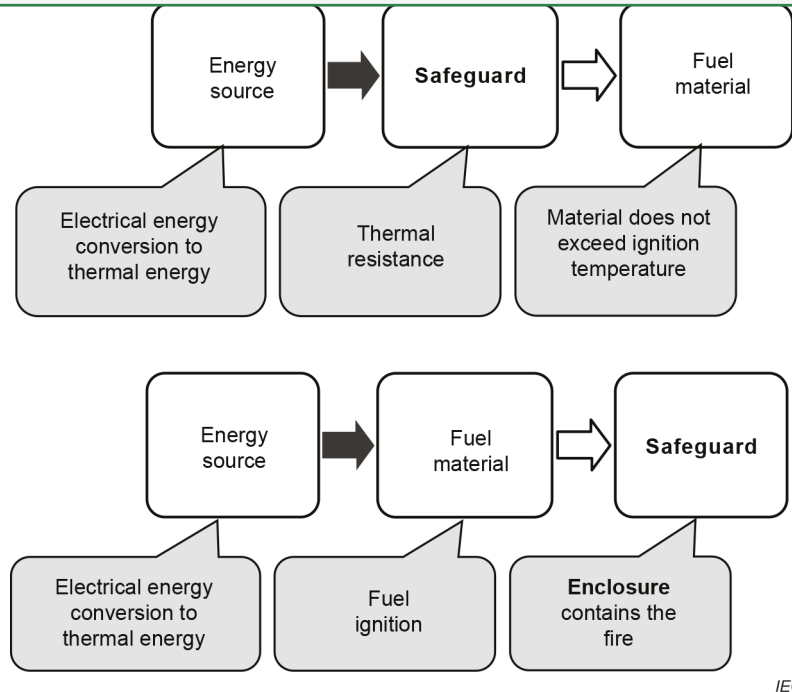 Energy
source
Safeguard
Fuel
material
Electrical energy
conversion to
thermal energy
Thermal
resistance
Material does not
exceed ignition
temperature
Energy
source
Fuel
material
Safeguard
Electrical energy
conversion to
thermal energy
Fuel
ignition
Enclosure
contains the
fire